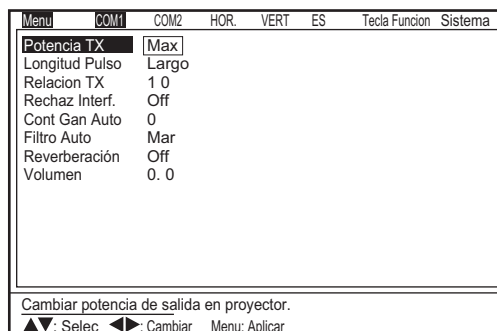 Menu COM1 COM2 HOR. VERT ES Tecla Funcion Sistema
Potencia TX Max
Longitud Pulso Largo
Relacion TX 1 0
Rechaz Interf. Off
Cont Gan Auto 0
Filtro Auto Mar
Reverberación Off
Volumen 0. 0
Cambiar potencia de salida en proyector.
▲▼: Selec ◀▶: Cambiar Menu: Aplicar